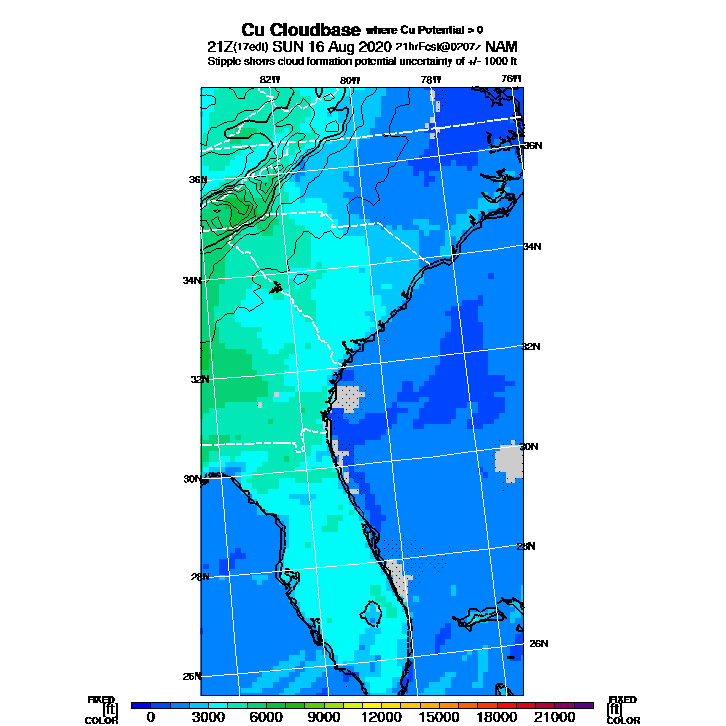 Cu Cloudbase where Cu Potential > 0
21Z(17edt) SUN 16 Aug 2020 21hrFcst@0207z NAM
Stipple shows cloud formation potential uncertainty of +/- 1000 ft
82W 80W 78W 76W
36N
36N
34N
34N
32N
32N
30N
30N
28N
28N
26N
26N
FIXED FIXED
[ft] [ft]
COLOR COLOR
0 3000 6000 9000 12000 15000 18000 21000